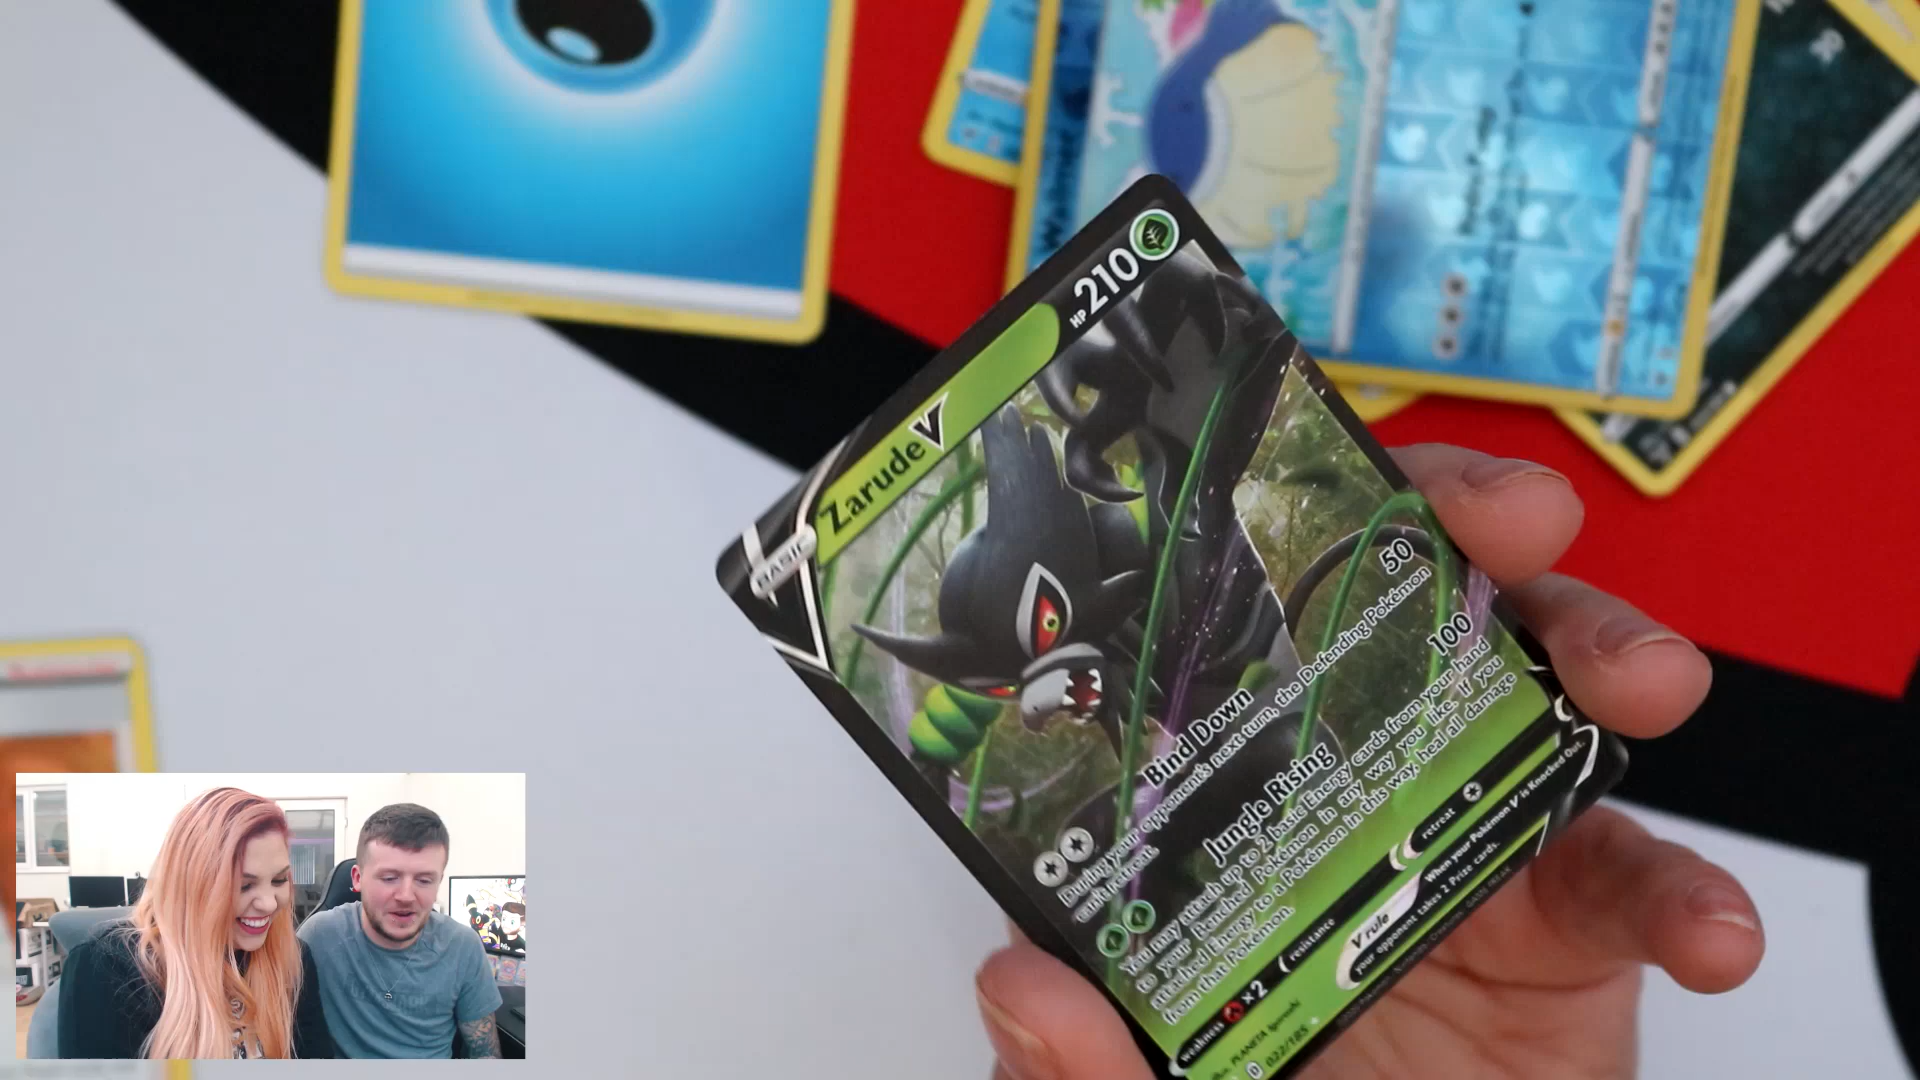 BASIC
Zarude V
HP 210
Bind Down 50
During your opponent's next turn, the Defending Pokémon
can't retreat.
Jungle Rising 100
You may attach up to 2 basic Energy cards from your hand
to your Benched Pokémon in any way you like. If you
attached Energy to a Pokémon in this way, heal all damage
from that Pokémon.
weakness ×2 resistance retreat
V rule When your Pokémon V is Knocked Out,
your opponent takes 2 Prize cards.
Illus. PLANETA Igarashi
D 022/185